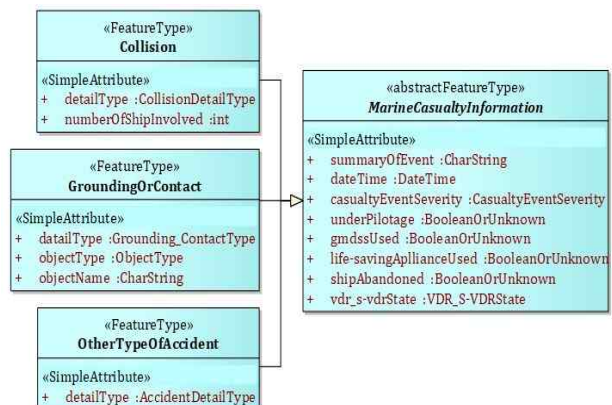 «FeatureType»
Collision
«SimpleAttribute»
+ detailType :CollisionDetailType
+ numberOfShipInvolved :int
«FeatureType»
GroundingOrContact
«SimpleAttribute»
+ datailType :Grounding_ContactType
+ objectType :ObjectType
+ objectName :CharString
«FeatureType»
OtherTypeOfAccident
«SimpleAttribute»
+ detailType :AccidentDetailType
«abstractFeatureType»
MarineCasualtyInformation
«SimpleAttribute»
+ summaryOfEvent :CharString
+ dateTime :DateTime
+ casualtyEventSeverity :CasualtyEventSeverity
+ underPilotage :BooleanOrUnknown
+ gmdssUsed :BooleanOrUnknown
+ life-savingApllianceUsed :BooleanOrUnknown
+ shipAbandoned :BooleanOrUnknown
+ vdr_s-vdrState :VDR_S-VDRState